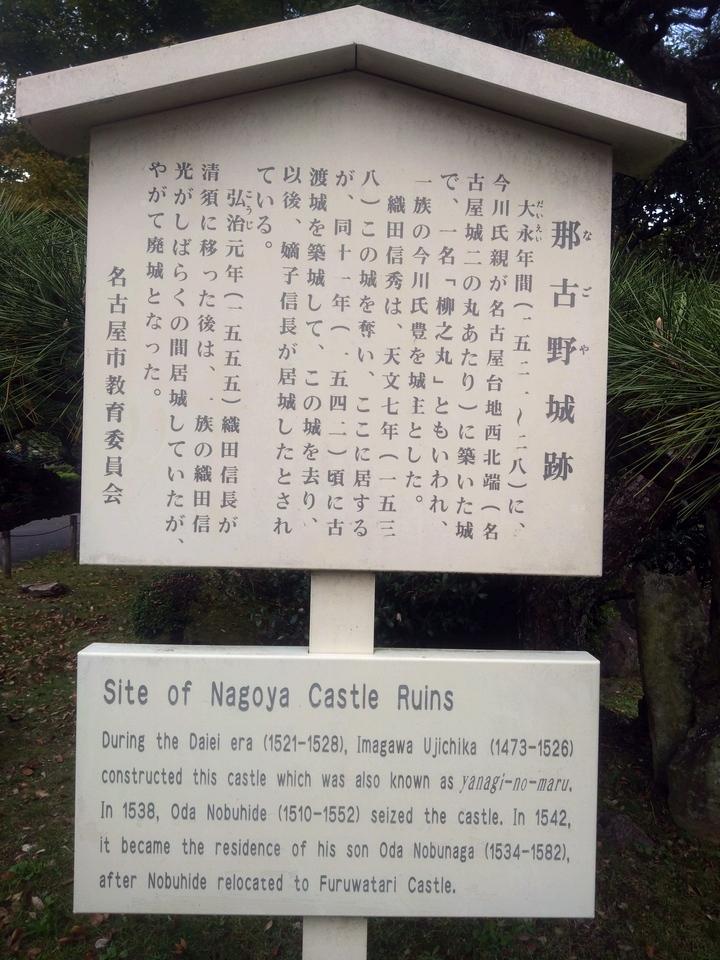 那古野城跡
なごや
大永年間(一五二一~二八)に、
だいえい
今川氏親が名古屋台地西北端(名
古屋城二の丸あたり)に築いた城
で、一名「柳之丸」ともいわれ、
一族の今川氏豊を城主とした。
織田信秀は、天文七年(一五三
八)この城を奪い、ここに居する
が、同十一年(一五四二)頃に古
渡城を築城して、この城を去り、
以後、嫡子信長が居城したとされ
ている。
弘治元年(一五五五)織田信長が
こうじ
清須に移った後は、一族の織田信
光がしばらくの間居城していたが、
やがて廃城となった。
名古屋市教育委員会
Site of Nagoya Castle Ruins
During the Daiei era (1521-1528), Imagawa Ujichika (1473-1526)
constructed this castle which was also known as yanagi-no-maru.
In 1538, Oda Nobuhide (1510-1552) seized the castle. In 1542,
it became the residence of his son Oda Nobunaga (1534-1582),
after Nobuhide relocated to Furuwatari Castle.